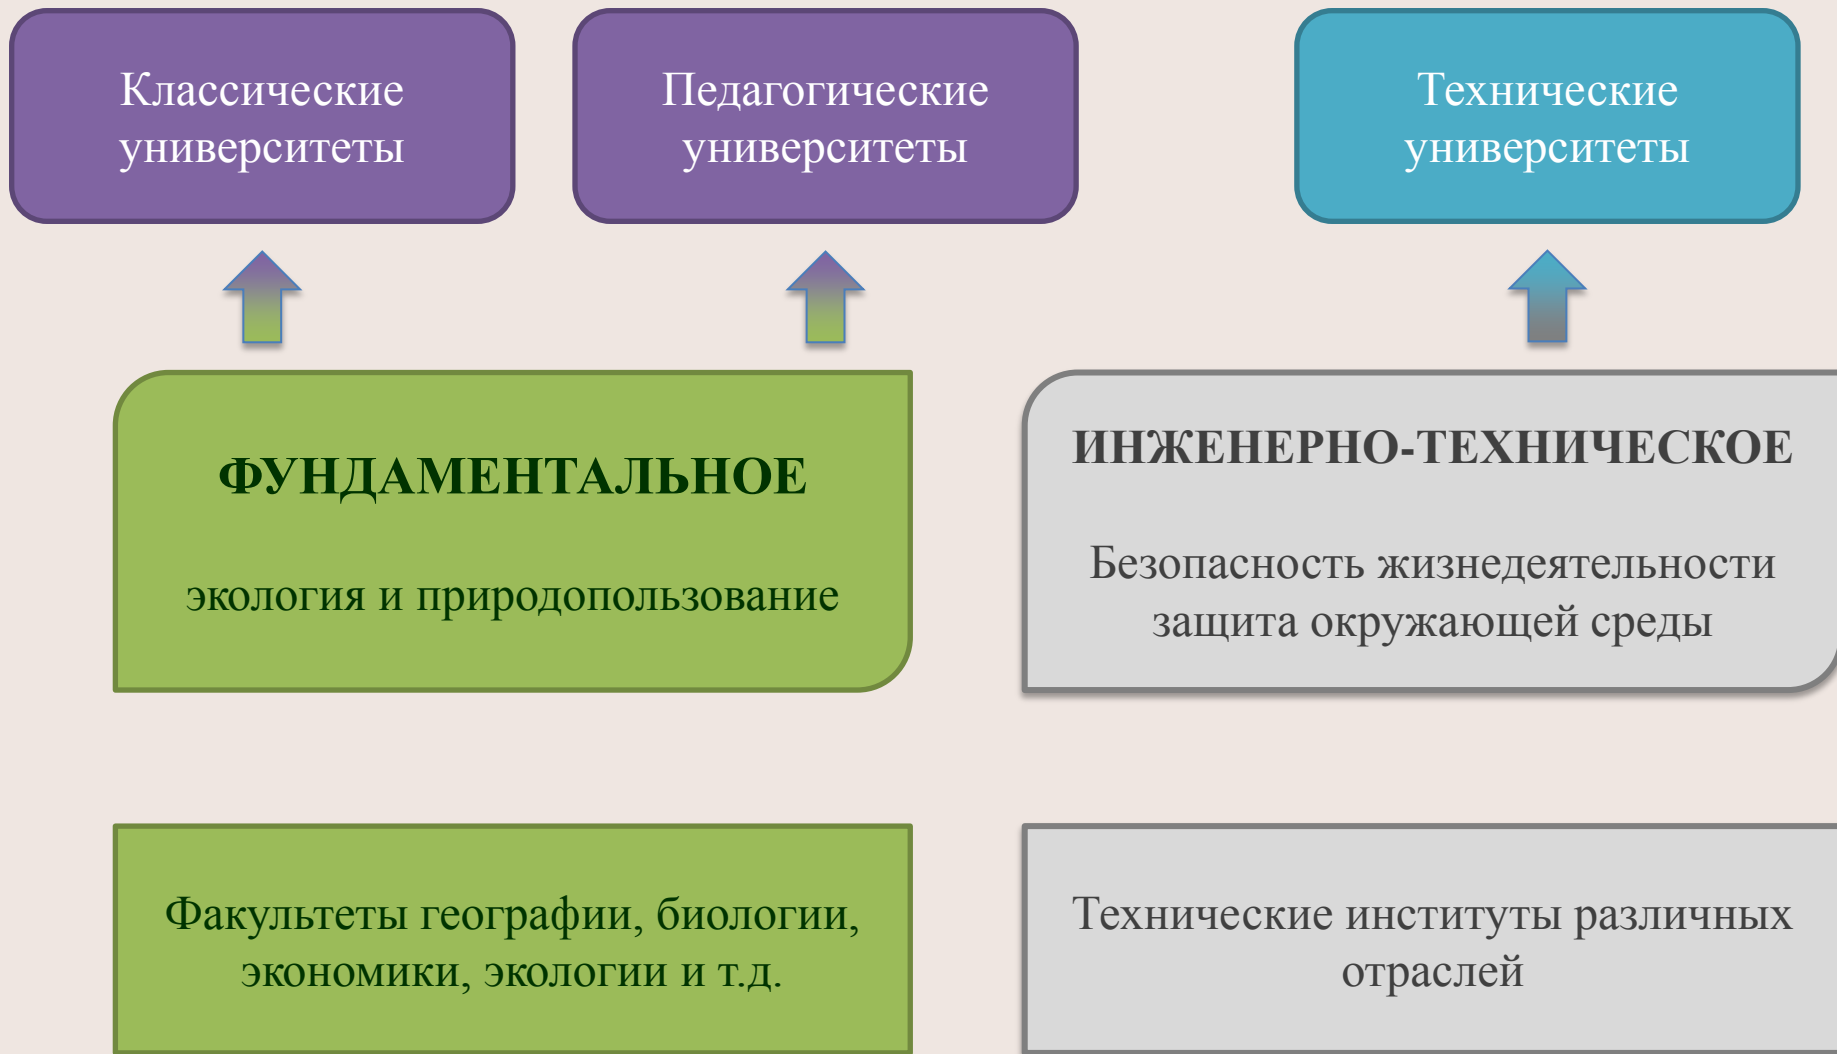 Классические
университеты
Педагогические
университеты
Технические
университеты
ФУНДАМЕНТАЛЬНОЕ
экология и природопользование
ИНЖЕНЕРНО-ТЕХНИЧЕСКОЕ
Безопасность жизнедеятельности
защита окружающей среды
Факультеты географии, биологии,
экономики, экологии и т.д.
Технические институты различных
отраслей